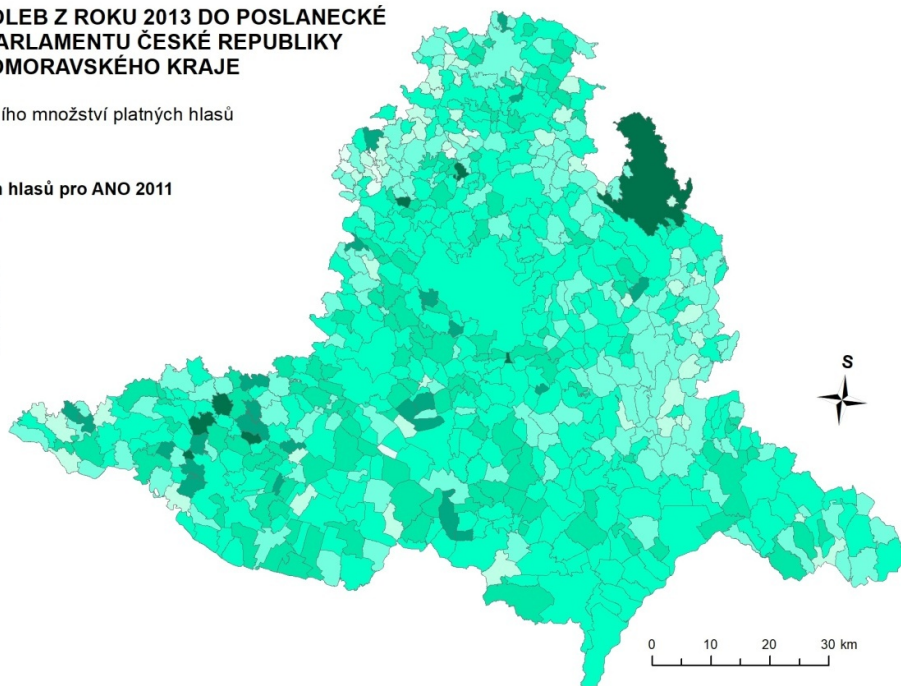 OLEB Z ROKU 2013 DO POSLANECKÉ
ARLAMENTU ČESKÉ REPUBLIKY
OMORAVSKÉHO KRAJE
ího množství platných hlasů
h hlasů pro ANO 2011
S
0 10 20 30 km